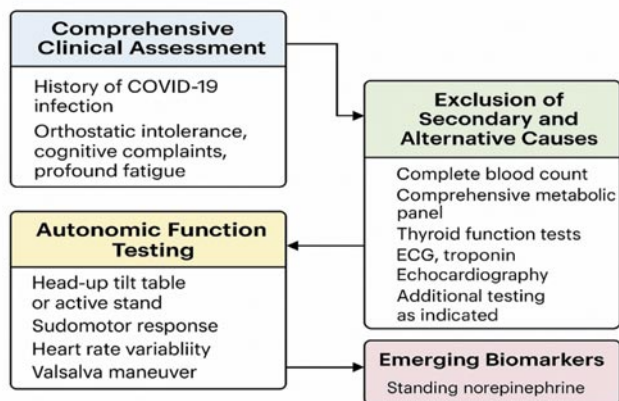 Comprehensive
Clinical Assessment
History of COVID-19
infection
Orthostatic intolerance,
cognitive complaints,
profound fatigue
Exclusion of
Secondary and
Alternative Causes
Complete blood count
Comprehensive metabolic
panel
Thyroid function tests
ECG, troponin
Echocardiography
Additional testing
as indicated
Autonomic Function
Testing
Head-up tilt table
or active stand
Sudomotor response
Heart rate variabliity
Valsalva maneuver
Emerging Biomarkers
Standing norepinephrine